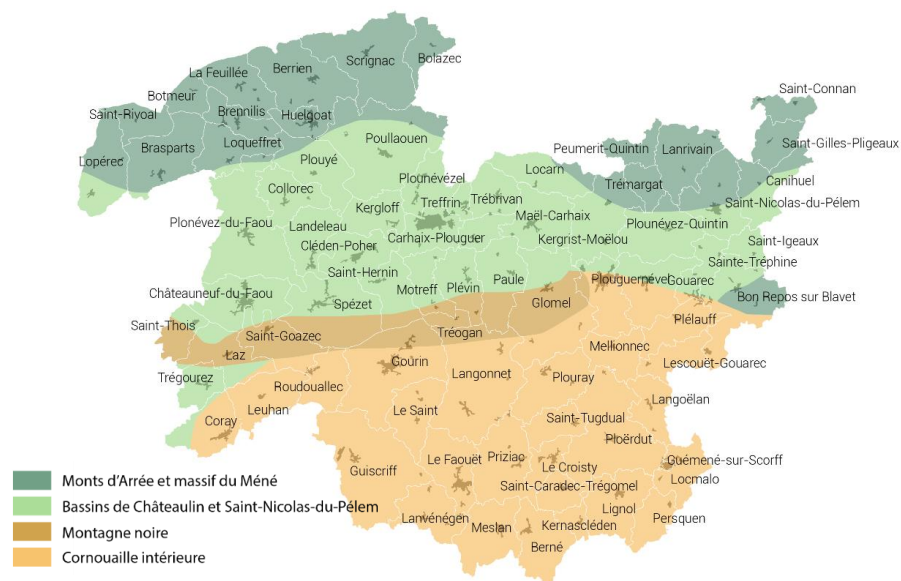 Bolazec
Scrignac
Berrien
La Feuillée
Botmeur
Saint-Connan
Saint-Riyoal
Brennilis
Huelgoat
Poullaouen
Saint-Gilles-Pligeaux
Lopérec
Brasparts
Loqueffret
Plouyé
Peumerit-Quintin
Lanrivain
Locarn
Canihuel
Collorec
Plounévézel
Trémargat
Treffrin
Trébrivan
Saint-Nicolas-du-Pélem
Kergloff
Maël-Carhaix
Plonévez-du-Faou
Landeleau
Plounévez-Quintin
Carhaix-Plouguer
Kergrist-Moëlou
Saint-Igeaux
Cléden-Poher
Sainte-Tréphine
Saint-Hernin
Paule
Plouguernével
Gouarec
Châteauneuf-du-Faou
Motreff
Plévin
Bon Repos sur Blavet
Spézet
Glomel
Saint-Thois
Plélauff
Saint-Goazec
Tréogan
Laz
Mellionnec
Gourin
Lescouët-Gouarec
Trégourez
Langonnet
Plouray
Roudouallec
Leuhan
Langoëlan
Le Saint
Coray
Saint-Tugdual
Ploërdut
Guiscriff
Le Faouët
Priziac
Le Croisty
Guémené-sur-Scorff
Locmalo
Saint-Caradec-Trégomel
Lignol
Persquen
Lanvénégen
Meslan
Kernascléden
Berné
Monts d'Arrée et massif du Méné
Bassins de Châteaulin et Saint-Nicolas-du-Pélem
Montagne noire
Cornouaille intérieure